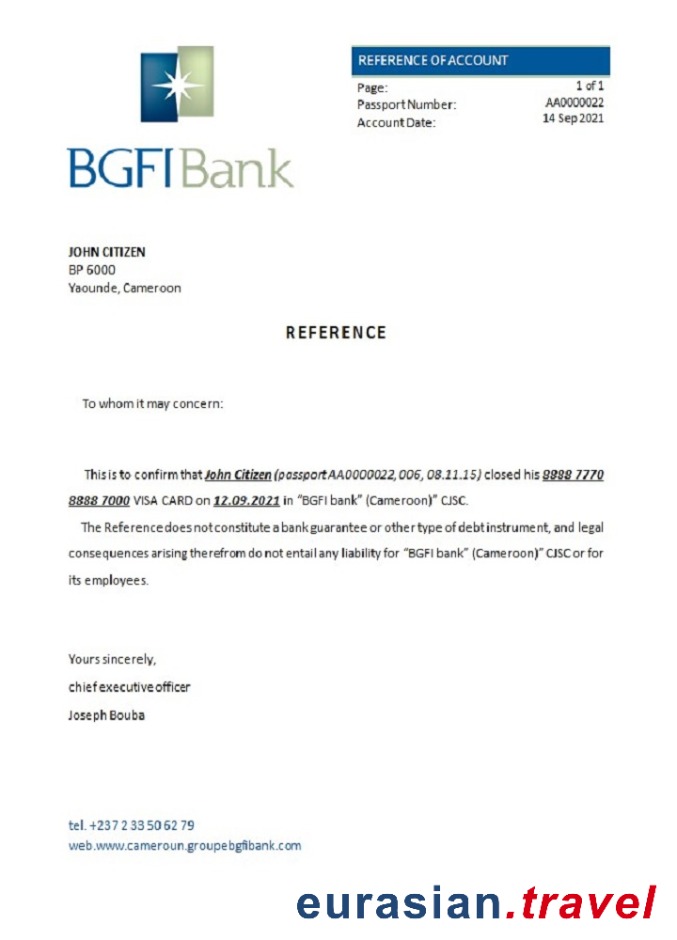 BGFIBank
REFERENCE OF ACCOUNT
Page: 1 of 1
Passport Number: AA0000022
Account Date: 14 Sep 2021
JOHN CITIZEN
BP 6000
Yaounde, Cameroon
REFERENCE
To whom it may concern:
This is to confirm that John Citizen (passport AA0000022, 006, 08.11.15) closed his 8888 7770
8888 7000 VISA CARD on 12.09.2021 in "BGFI bank" (Cameroon)" CJSC.
The Reference does not constitute a bank guarantee or other type of debt instrument, and legal
consequences arising therefrom do not entail any liability for "BGFI bank" (Cameroon)" CJSC or for
its employees.
Yours sincerely,
chief executive officer
Joseph Bouba
tel. +237 2 33 50 62 79
web.www.cameroun.groupebgfibank.com
eurasian.travel